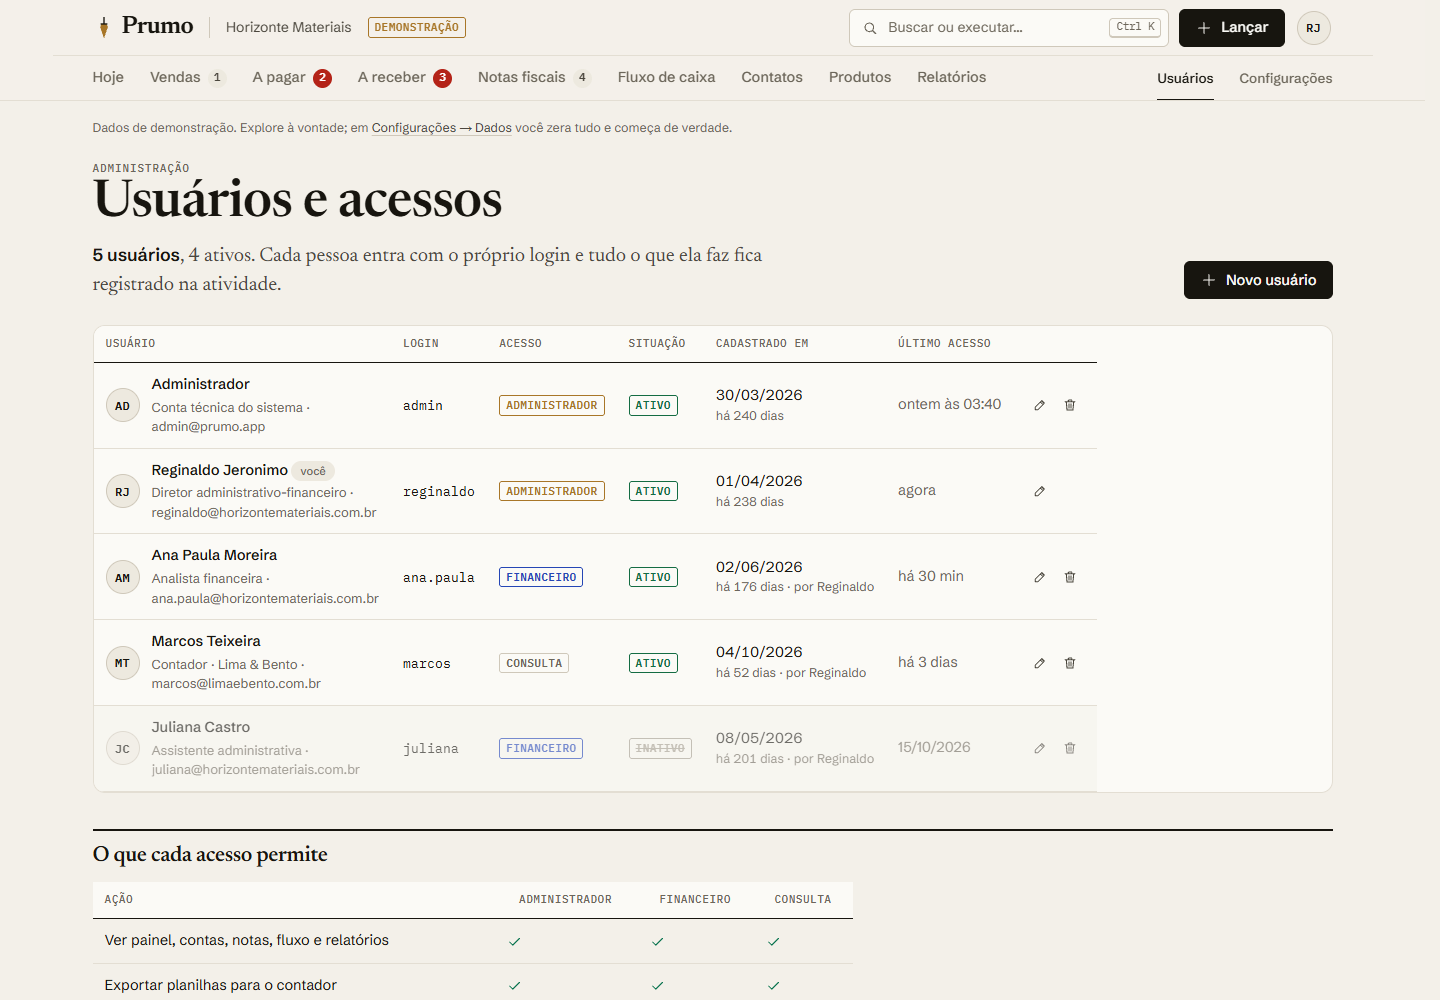 Prumo Horizonte Materiais DEMONSTRAÇÃO Buscar ou executar... Ctrl K Lançar RJ
Hoje Vendas 1 A pagar 2 A receber 3 Notas fiscais 4 Fluxo de caixa Contatos Produtos Relatórios Usuários Configurações
Dados de demonstração. Explore à vontade; em Configurações → Dados você zera tudo e começa de verdade.
ADMINISTRAÇÃO
Usuários e acessos
5 usuários, 4 ativos. Cada pessoa entra com o próprio login e tudo o que ela faz fica
registrado na atividade.
Novo usuário
USUÁRIO LOGIN ACESSO SITUAÇÃO CADASTRADO EM ÚLTIMO ACESSO
Administrador
AD Conta técnica do sistema · admin ADMINISTRADOR ATIVO 30/03/2026 ontem às 03:40
admin@prumo.app há 240 dias
Reginaldo Jeronimo você
RJ Diretor administrativo-financeiro · reginaldo ADMINISTRADOR ATIVO 01/04/2026 agora
reginaldo@horizontemateriais.com.br há 238 dias
Ana Paula Moreira
AM Analista financeira · ana.paula FINANCEIRO ATIVO 02/06/2026 há 30 min
ana.paula@horizontemateriais.com.br há 176 dias · por Reginaldo
Marcos Teixeira
MT Contador · Lima & Bento · marcos CONSULTA ATIVO 04/10/2026 há 3 dias
marcos@limaebento.com.br há 52 dias · por Reginaldo
Juliana Castro
JC Assistente administrativa · juliana FINANCEIRO INATIVO 08/05/2026 15/10/2026
juliana@horizontemateriais.com.br há 201 dias · por Reginaldo
O que cada acesso permite
AÇÃO ADMINISTRADOR FINANCEIRO CONSULTA
Ver painel, contas, notas, fluxo e relatórios
Exportar planilhas para o contador